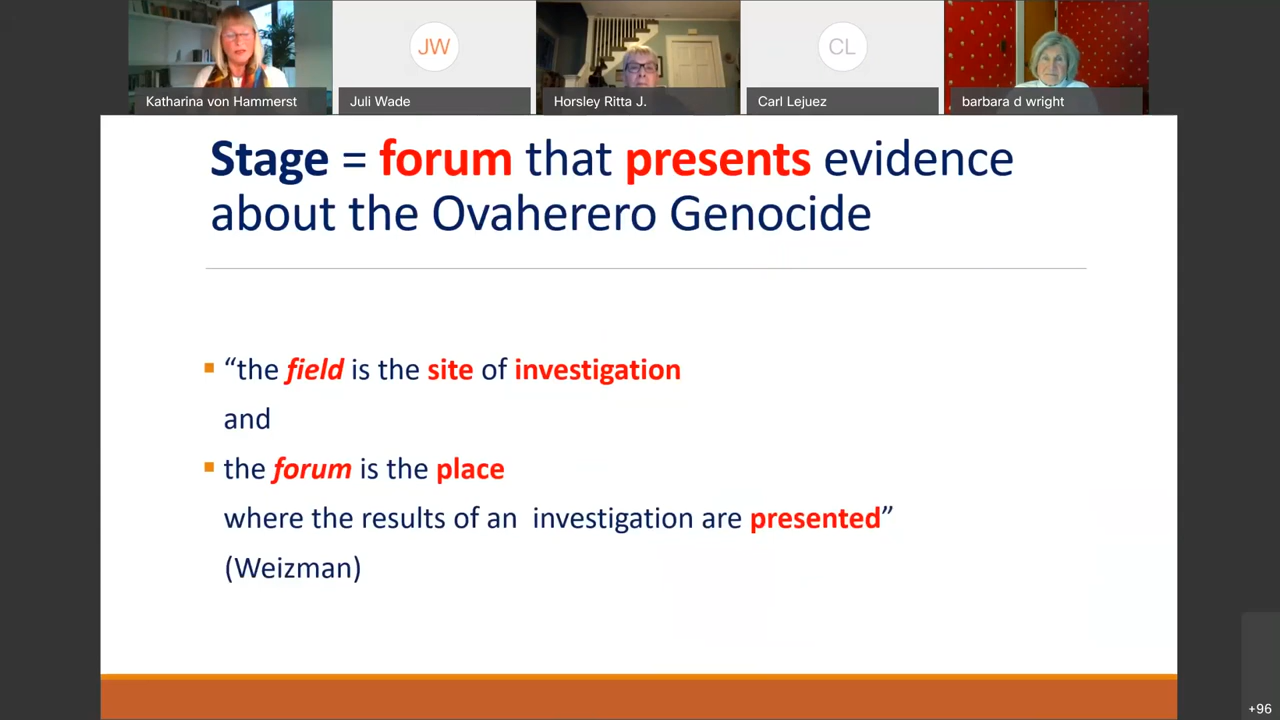 JW
CL
Katharina von Hammerst
Juli Wade
Horsley Ritta J.
Carl Lejuez
barbara d wright
Stage = forum that presents evidence
about the Ovaherero Genocide
▪ “the field is the site of investigation
and
▪ the forum is the place
where the results of an investigation are presented”
(Weizman)
+96